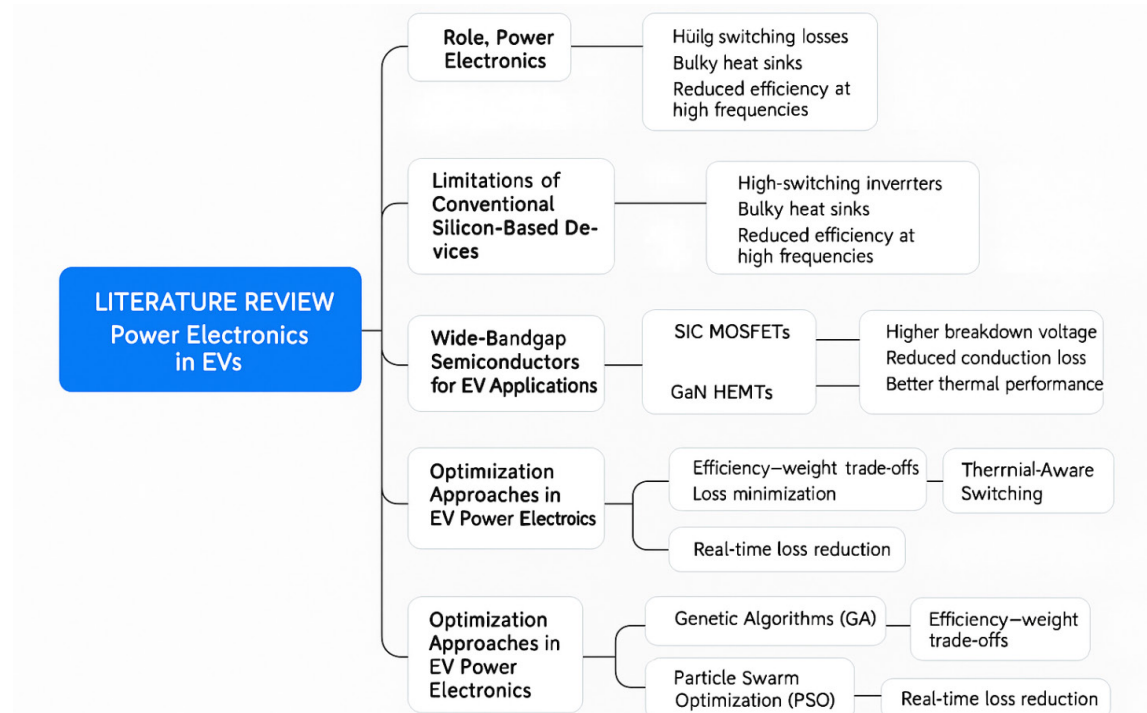 LITERATURE REVIEW
Power Electronics
in EVs
Role, Power
Electronics
Hüilg switching losses
Bulky heat sinks
Reduced efficiency at
high frequencies
Limitations of
Conventional
Silicon-Based De-
vices
High-switching inverrters
Bulky heat sinks
Reduced efficiency at
high frequencies
Wide-Bandgap
Semiconductors
for EV Applications
SIC MOSFETs
GaN HEMTs
Higher breakdown voltage
Reduced conduction loss
Better thermal performance
Optimıization
Approaches in
EV Power Electroics
Efficiency—weight trade-offs
Loss minimization
Therrnial-Aware
Switching
Real-time loss reduction
Optimization
Approaches in
EV Power
Electronics
Genetic Algorithms (GA)
Efficiency—weight
trade-offs
Particle Swarm
Optimization (PSO)
Real-time loss reduction